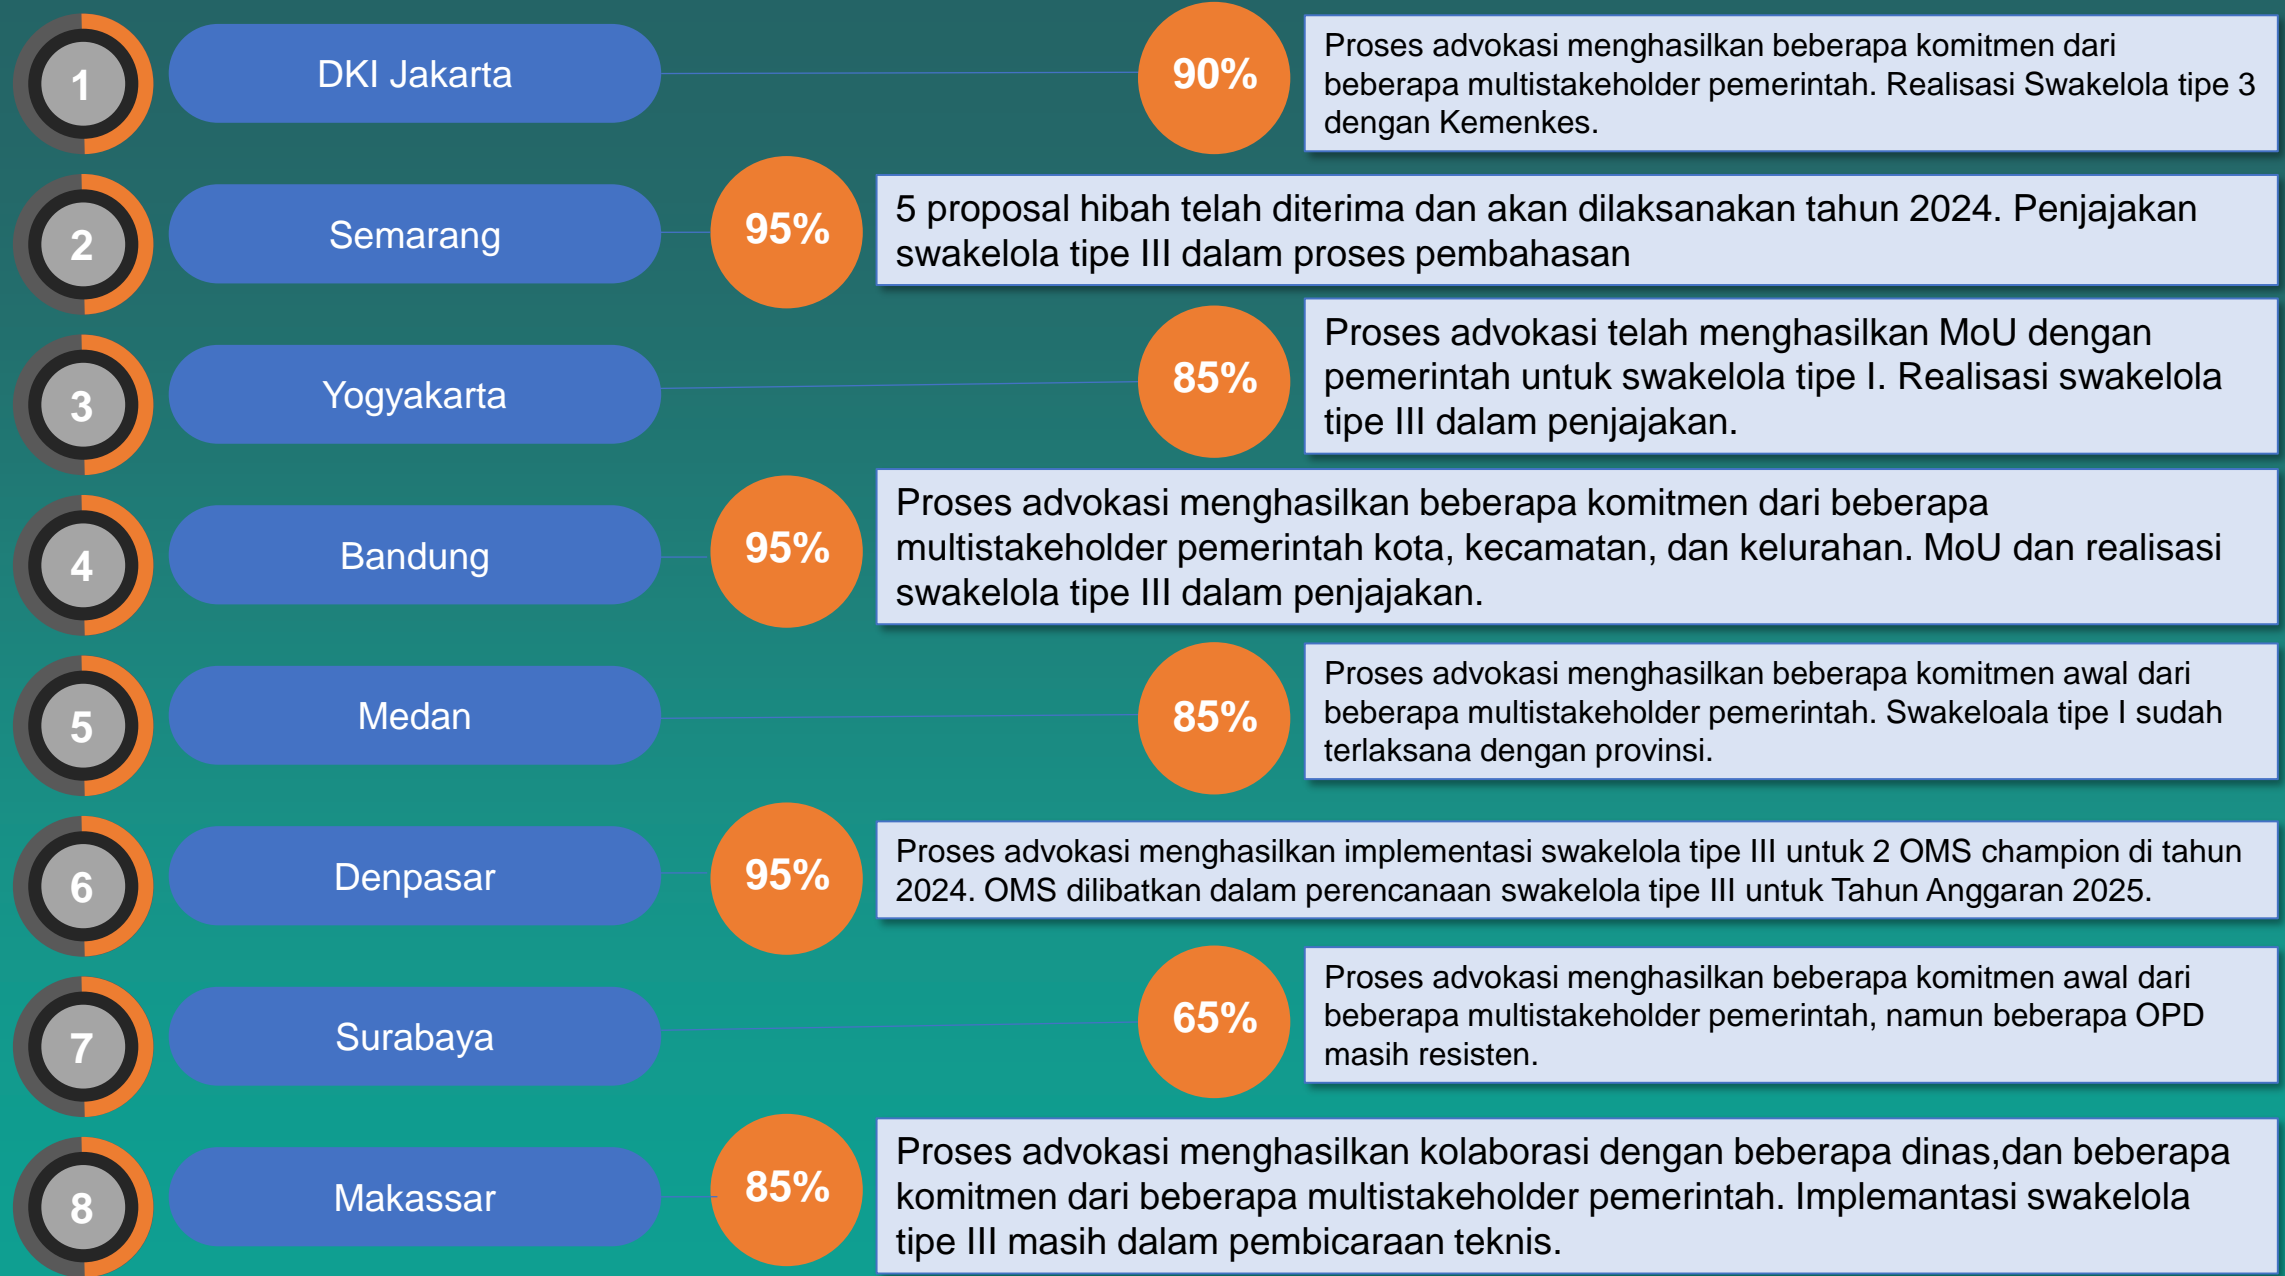 1
DKI Jakarta
90%
Proses advokasi menghasilkan beberapa komitmen dari
beberapa multistakeholder pemerintah. Realisasi Swakelola tipe 3
dengan Kemenkes.
2
Semarang
95%
5 proposal hibah telah diterima dan akan dilaksanakan tahun 2024. Penjajakan
swakelola tipe III dalam proses pembahasan
3
Yogyakarta
85%
Proses advokasi telah menghasilkan MoU dengan
pemerintah untuk swakelola tipe I. Realisasi swakelola
tipe III dalam penjajakan.
4
Bandung
95%
Proses advokasi menghasilkan beberapa komitmen dari beberapa
multistakeholder pemerintah kota, kecamatan, dan kelurahan. MoU dan realisasi
swakelola tipe III dalam penjajakan.
5
Medan
85%
Proses advokasi menghasilkan beberapa komitmen awal dari
beberapa multistakeholder pemerintah. Swakeloala tipe I sudah
terlaksana dengan provinsi.
6
Denpasar
95%
Proses advokasi menghasilkan implementasi swakelola tipe III untuk 2 OMS champion di tahun
2024. OMS dilibatkan dalam perencanaan swakelola tipe III untuk Tahun Anggaran 2025.
7
Surabaya
65%
Proses advokasi menghasilkan beberapa komitmen awal dari
beberapa multistakeholder pemerintah, namun beberapa OPD
masih resisten.
8
Makassar
85%
Proses advokasi menghasilkan kolaborasi dengan beberapa dinas,dan beberapa
komitmen dari beberapa multistakeholder pemerintah. Implemantasi swakelola
tipe III masih dalam pembicaraan teknis.